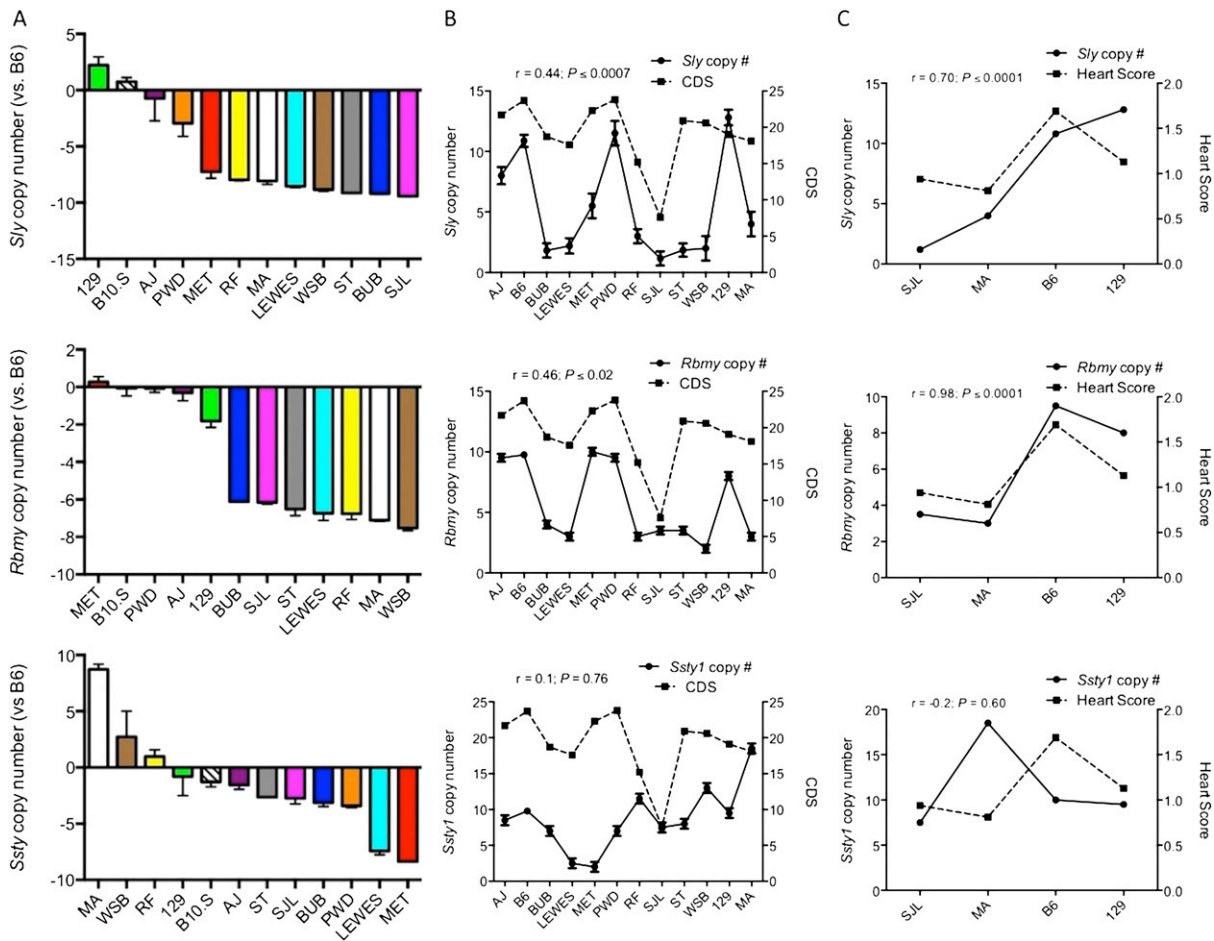 A
Sly copy number (vs. B6)
5
0
-5
-10
-15
129
B10.S
AJ
PWD
MET
RF
MA
LEWES
WSB
ST
BUB
SJL
B
r = 0.44; P ≤ 0.0007
Sly copy #
CDS
Sly copy number
15
10
5
0
CDS
25
20
15
10
5
0
AJ
B6
BUB
LEWES
MET
PWD
RF
SJL
ST
WSB
129
MA
C
r = 0.70; P ≤ 0.0001
Sly copy #
Heart Score
Sly copy number
15
10
5
0
Heart Score
2.0
1.5
1.0
0.5
0.0
SJL
MA
B6
129
Rbmy copy number (vs. B6)
2
0
-2
-4
-6
-8
-10
MET
B10.S
PWD
AJ
129
BUB
SJL
ST
LEWES
RF
MA
WSB
r = 0.46; P ≤ 0.02
Rbmy copy #
CDS
Rbmy copy number
15
10
5
0
CDS
25
20
15
10
5
0
AJ
B6
BUB
LEWES
MET
PWD
RF
SJL
ST
WSB
129
MA
r = 0.98; P ≤ 0.0001
Rbmy copy #
Heart Score
Rbmy copy number
10
8
6
4
2
0
Heart Score
2.0
1.5
1.0
0.5
0.0
SJL
MA
B6
129
Ssty copy number (vs B6)
10
5
0
-5
-10
MA
WSB
RF
129
B10.S
AJ
ST
SJL
BUB
PWD
LEWES
MET
r = 0.1; P = 0.76
Ssty1 copy #
CDS
Ssty1 copy number
25
20
15
10
5
0
CDS
25
20
15
10
5
0
AJ
B6
BUB
LEWES
MET
PWD
RF
SJL
ST
WSB
129
MA
r = -0.2; P = 0.60
Ssty1 copy #
Heart Score
Ssty1 copy number
20
15
10
5
0
Heart Score
2.0
1.5
1.0
0.5
0.0
SJL
MA
B6
129